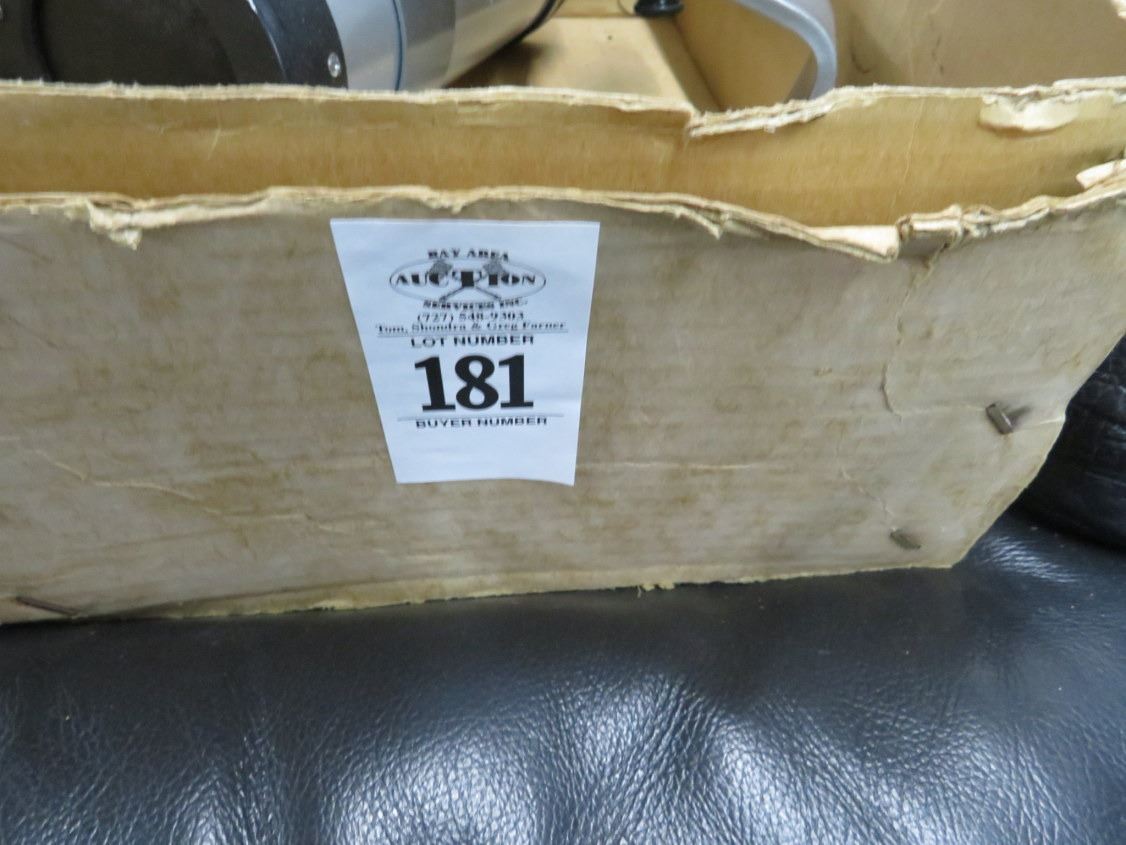 BAY AREA
AUCTION
SERVICES INC.
(727) 548-9303
Tom, Shondra & Greg Farner
LOT NUMBER
181
BUYER NUMBER